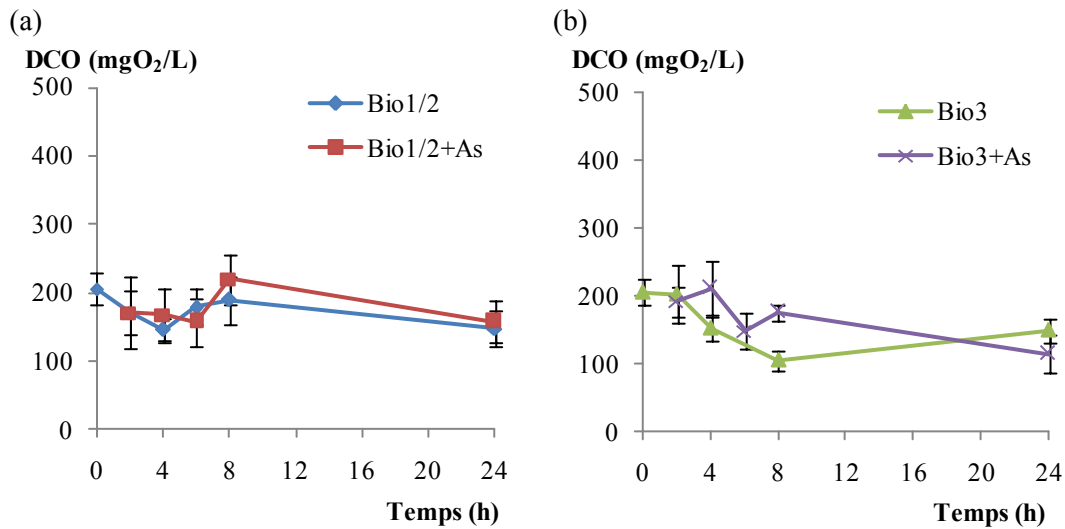 (a)
DCO (mgO₂/L)
500
400
300
200
100
0
0 4 8 12 16 20 24
Temps (h)
Bio1/2
Bio1/2+As
(b)
DCO (mgO₂/L)
500
400
300
200
100
0
0 4 8 12 16 20 24
Temps (h)
Bio3
Bio3+As